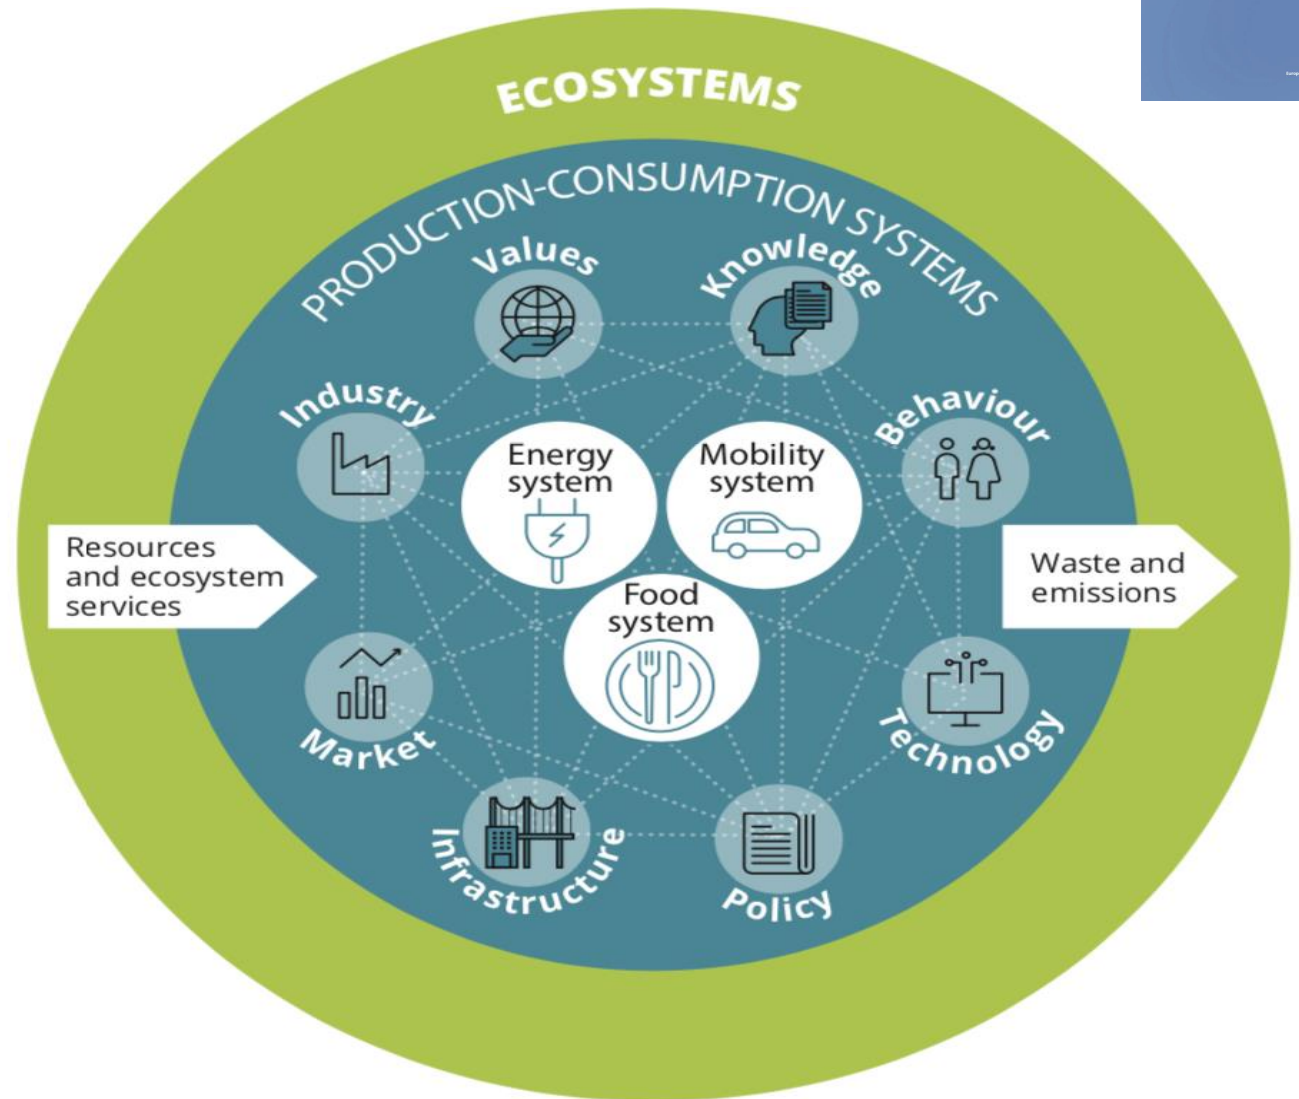 ECOSYSTEMS
PRODUCTION-CONSUMPTION SYSTEMS
Values
Knowledge
Industry
Behaviour
Energy
system
Mobility
system
Resources
and ecosystem
services
Waste and
emissions
Food
system
Market
Technology
Infrastructure
Policy